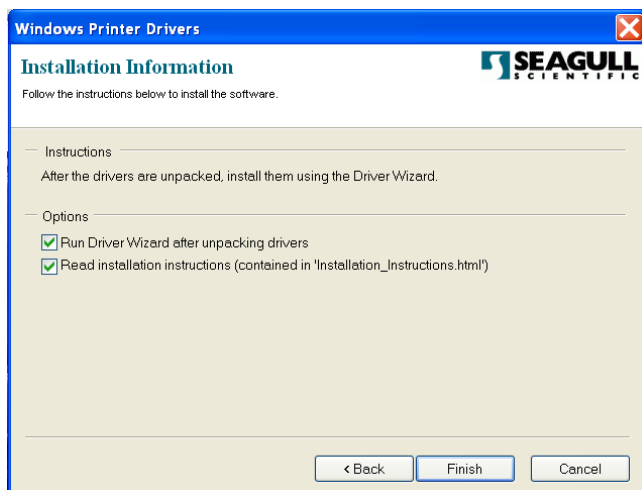 Windows Printer Drivers
Installation Information
SEAGULL
SCIENTIFIC
Follow the instructions below to install the software.
Instructions
After the drivers are unpacked, install them using the Driver Wizard.
Options
Run Driver Wizard after unpacking drivers
Read installation instructions (contained in 'Installation_Instructions.html')
< Back Finish Cancel